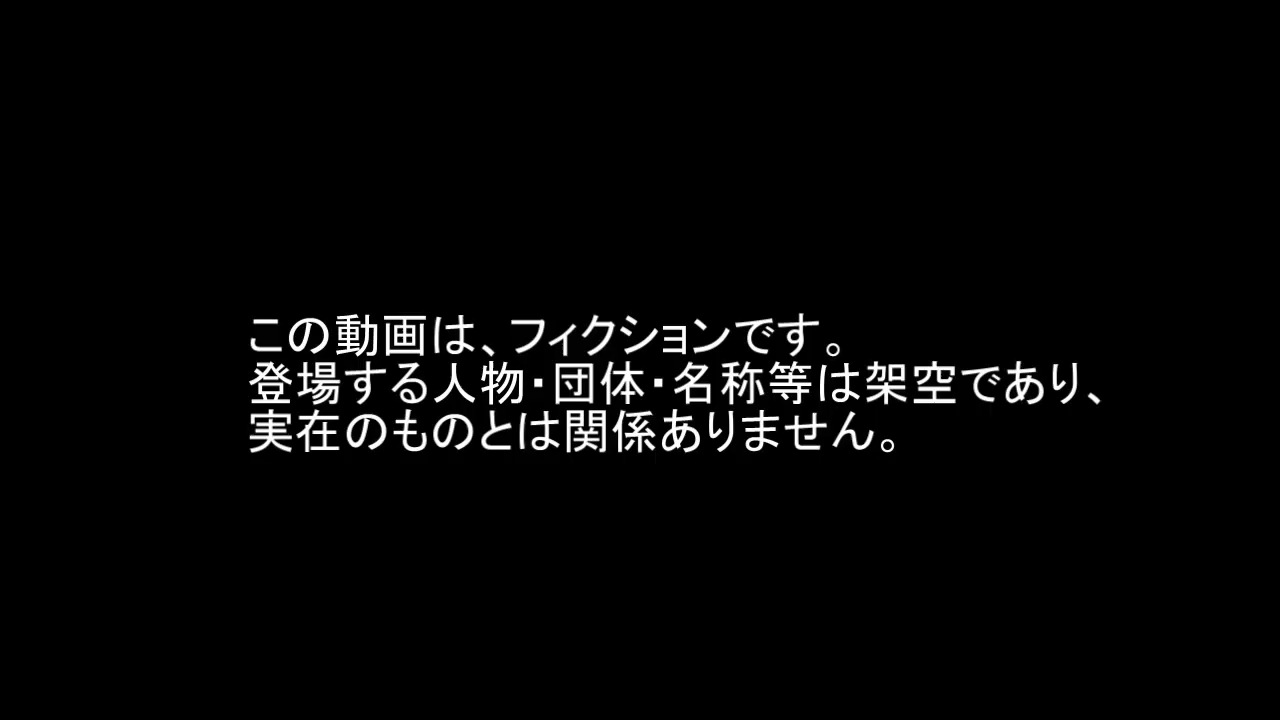 この動画は、フィクションです。
登場する人物・団体・名称等は架空であり、
実在のものとは関係ありません。